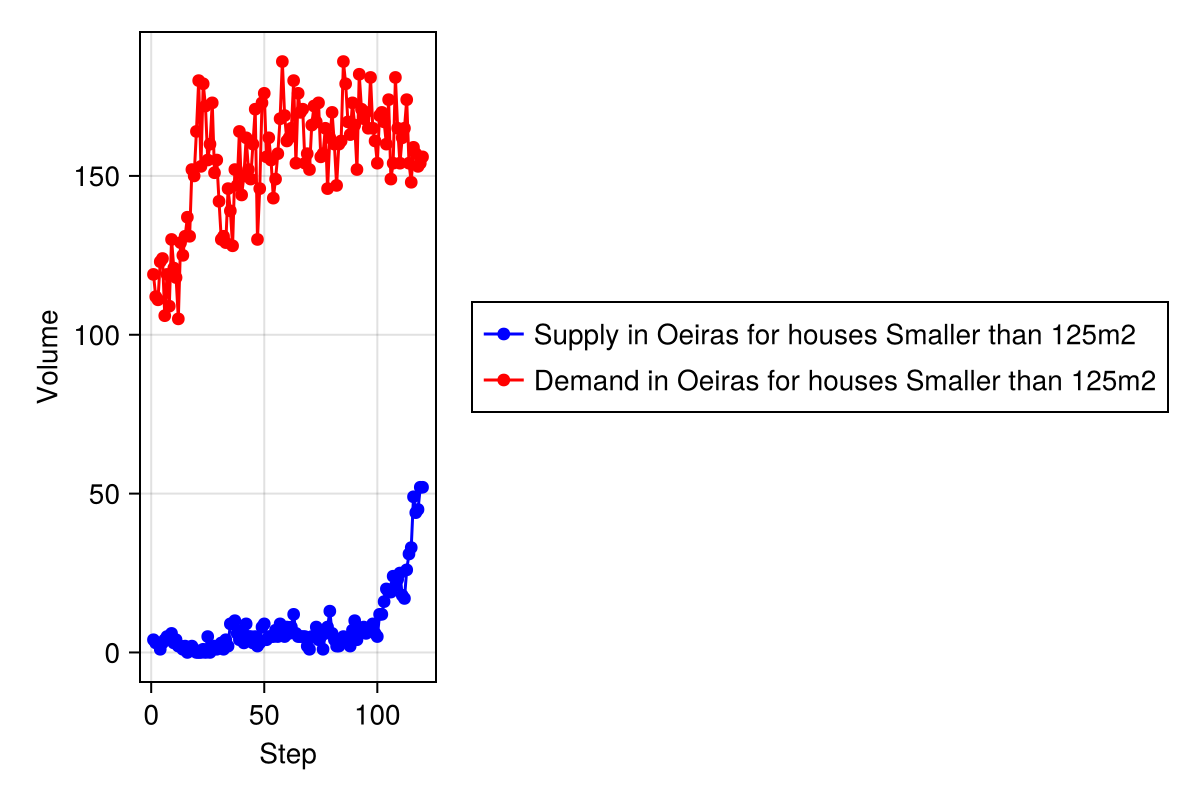 150
100
50
0
Volume
0 50 100
Step
Supply in Oeiras for houses Smaller than 125m2
Demand in Oeiras for houses Smaller than 125m2